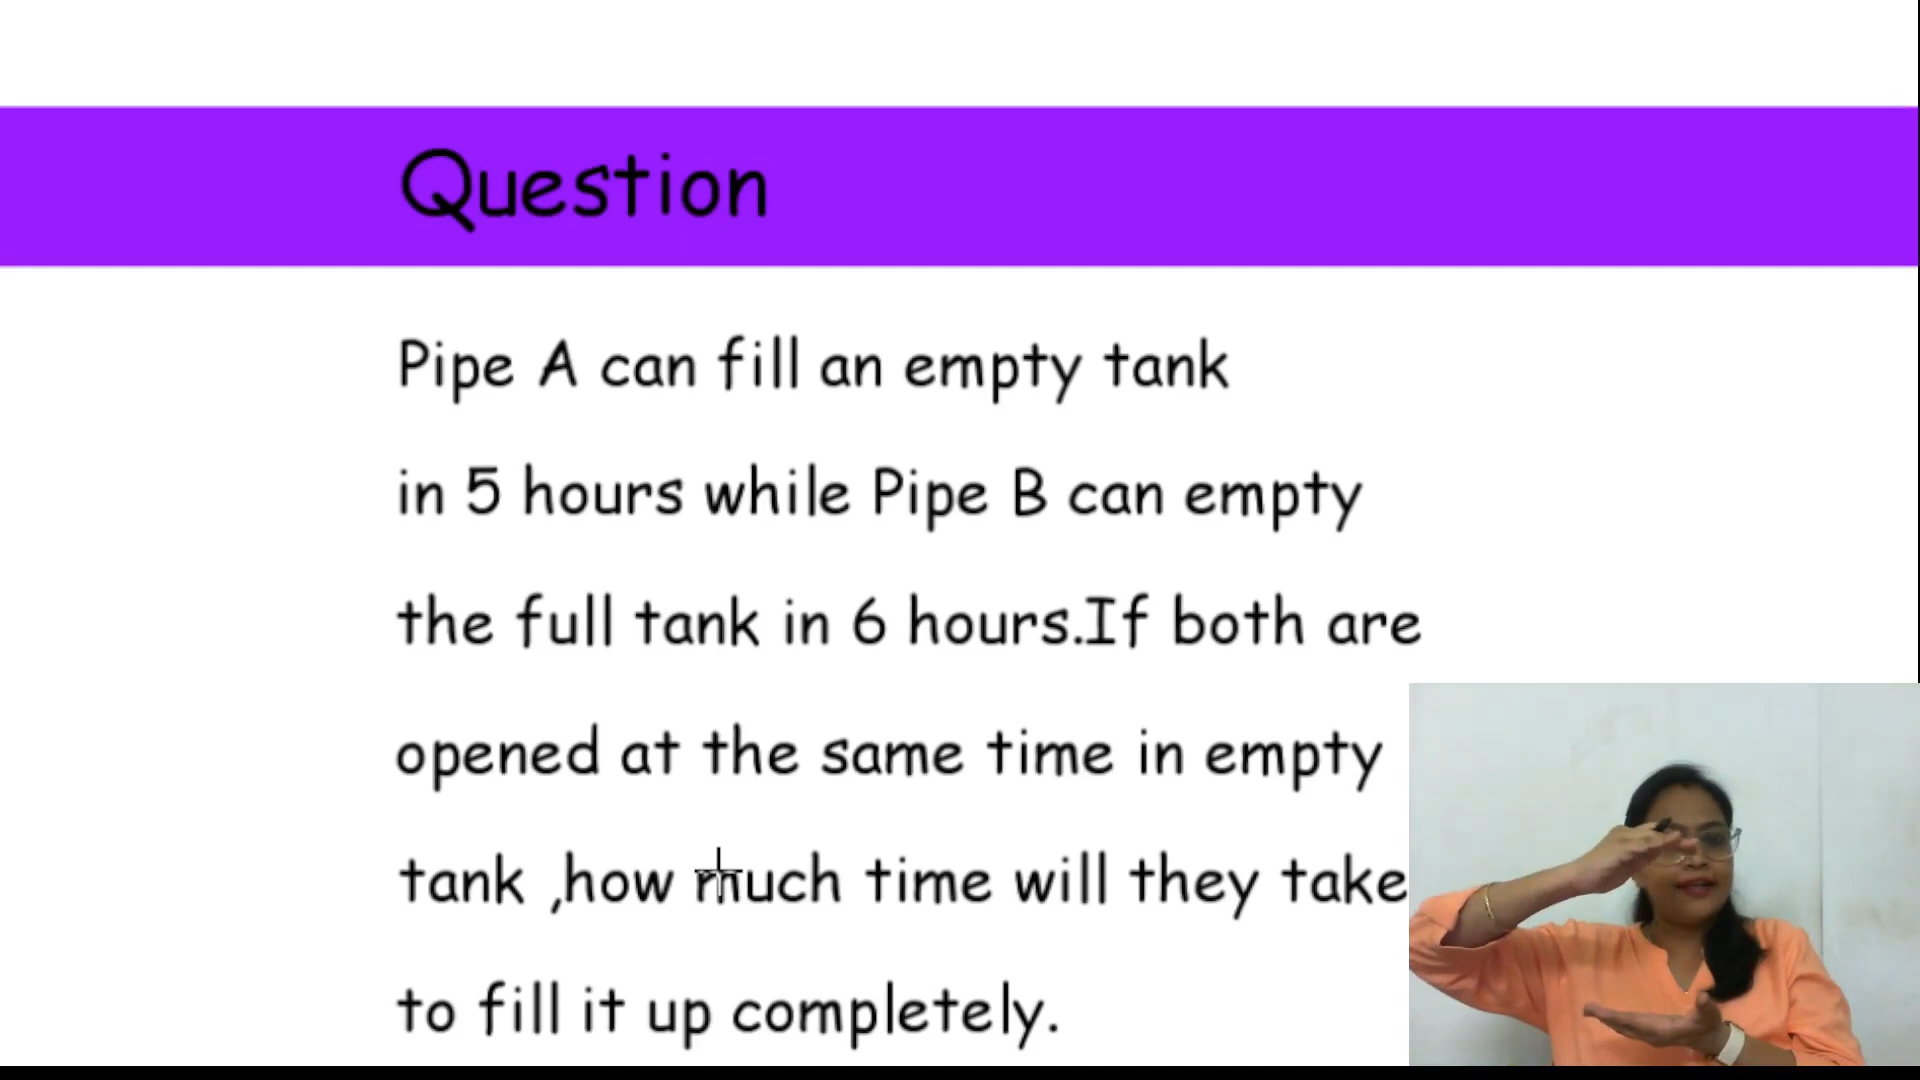 Question
Pipe A can fill an empty tank
in 5 hours while Pipe B can empty
the full tank in 6 hours.If both are
opened at the same time in empty
tank ,how much time will they take
to fill it up completely.